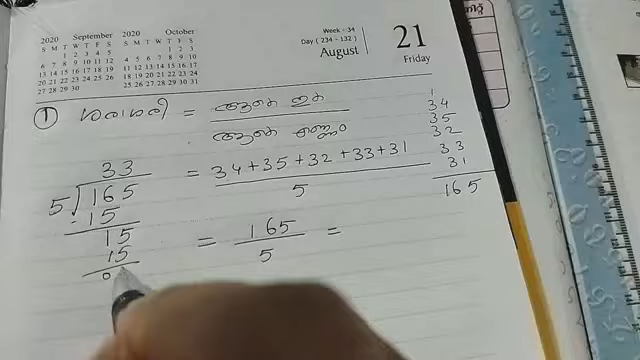 2020 September
S M T W T F S
1 2 3 4 5
6 7 8 9 10 11 12
13 14 15 16 17 18 19
20 21 22 23 24 25 26
27 28 29 30
2020 October
S M T W T F S
1 2 3
4 5 6 7 8 9 10
11 12 13 14 15 16 17
18 19 20 21 22 23 24
25 26 27 28 29 30 31
Week - 34
Day (234 - 132)
August
21
Friday
① ശരാശരി = ആകെ തുക
ആകെ എണ്ണം
= 34+35+32+33+31
5
= 165 =
5
33
5 165
15
15
15
0
1
34
35
32
33
31
165